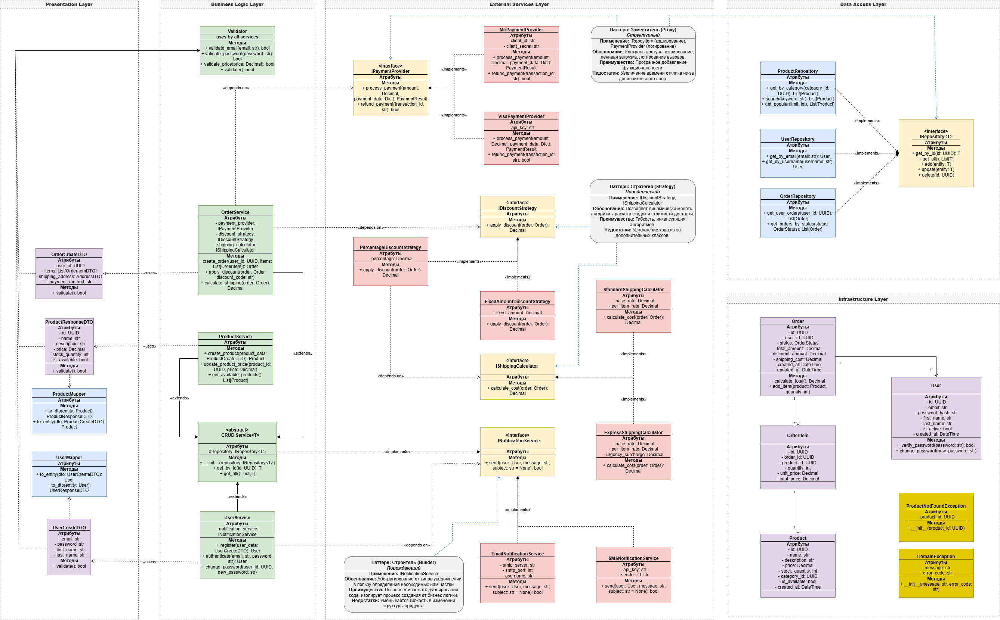 Presentation Layer
OrderCreateDTO
Атрибуты
- user_id: UUID
- items: List[OrderItemDTO]
- shipping_address: AddressDTO
- payment_method: str
Методы
+ validate(): bool
ProductResponseDTO
Атрибуты
- id: UUID
- name: str
- description: str
- price: Decimal
- stock_quantity: int
- is_available: bool
Методы
+ validate(): bool
ProductMapper
Атрибуты
Методы
+ to_dto(entity: Product):
ProductResponseDTO
+ to_entity(dto: ProductCreateDTO):
Product
UserMapper
Атрибуты
Методы
+ to_entity(dto: UserCreateDTO):
User
+ to_dto(entity: User):
UserResponseDTO
UserCreateDTO
Атрибуты
- email: str
- password: str
- first_name: str
- last_name: str
Методы
+ validate(): bool
«uses»
«uses»
«uses»
Business Logic Layer
Validator
uses by all services
Методы
+ validate_email(email: str): bool
+ validate_password(password: str):
bool
+ validate_price(price: Decimal): bool
+ validate(): bool
«depends on»
OrderService
Атрибуты
- payment_provider:
IPaymentProvider
- discount_strategy:
IDiscountStrategy
- shipping_calculator:
IShippingCalculator
Методы
+ create_order(user_id: UUID, items:
List[OrderItem]): Order
+ apply_discount(order: Order,
discount_code: str)
+ calculate_shipping(order: Order):
Decimal
ProductService
Атрибуты
Методы
+ create_product(product_data:
ProductCreateDTO): Product
+ update_product_price(product_id:
UUID, price: Decimal)
+ get_available_products():
List[Product]
«extends»
«extends»
<abstract>
CRUD Service<T>
Атрибуты
# repository: IRepository<T>
Методы
+ __init__(repository: IRepository<T>)
+ get_by_id(id: UUID): T
+ get_all(): List[T]
«extends»
UserService
Атрибуты
- notification_service:
INotificationService
Методы
+ register(user_data:
UserCreateDTO): User
+ authenticate(email: str, password:
str): User
+ change_password(user_id: UUID,
new_password: str)
External Services Layer
<interface>
IPaymentProvider
Атрибуты
Методы
+ process_payment(amount:
Decimal,
payment_data: Dict): PaymentResult
+ refund_payment(transaction_id:
str): bool
«implements»
«implements»
MirPaymentProvider
Атрибуты
- client_id: str
- client_secret: str
Методы
+ process_payment(amount:
Decimal, payment_data: Dict):
PaymentResult
+ refund_payment(transaction_id:
str): bool
VisaPaymentProvider
Атрибуты
- api_key: str
Методы
+ process_payment(amount:
Decimal, payment_data: Dict):
PaymentResult
+ refund_payment(transaction_id:
str): bool
Паттерн: Заместитель (Proxy)
Структурный
Применение: IRepository (кэширование),
PaymentProvider (логирование)
Обоснование: Контроль доступа, кэширование,
ленивая загрузка, логирование вызовов.
Преимущества: Прозрачное добавление
функциональности.
Недостатки: Увеличение времени отклика из-за
дополнительного слоя.
«depends on»
<interface>
IDiscountStrategy
Атрибуты
Методы
+ apply_discount(order: Order):
Decimal
Паттерн: Стратегия (Strategy)
Поведенческий
Применение: IDiscountStrategy,
IShippingCalculator
Обоснование: Позволяет динамически менять
алгоритмы расчёта скидок и стоимости доставки.
Преимущества: Гибкость, инкапсуляция
алгоритмов.
Недостатки: Усложнение кода из-за
дополнительных классов.
PercentageDiscountStrategy
Атрибуты
- percentage: Decimal
Методы
+ apply_discount(order: Order):
Decimal
«implements»
«implements»
FixedAmountDiscountStrategy
Атрибуты
- fixed_amount: Decimal
Методы
+ apply_discount(order: Order):
Decimal
StandardShippingCalculator
Атрибуты
- base_rate: Decimal
- per_item_rate: Decimal
Методы
+ calculate_cost(order: Order):
Decimal
«implements»
«depends on»
<interface>
IShippingCalculator
Атрибуты
Методы
+ calculate_cost(order: Order):
Decimal
«implements»
ExpressShippingCalculator
Атрибуты
- base_rate: Decimal
- per_item_rate: Decimal
- urgency_surcharge: Decimal
Методы
+ calculate_cost(order: Order):
Decimal
«implements»
<interface>
INotificationService
Атрибуты
Методы
+ send(user: User, message: str,
subject: str = None): bool
«implements»
«depends on»
Паттерн: Строитель (Builder)
Порождающий
Применение: INotificationService
Обоснование: Абстрагирование от типов уведомлений,
в пользу определения необходимых нам частей
Преимущества: Позволяет избежать дублирования
кода, изолирует процесс создания от бизнес логики.
Недостатки: Уменьшается гибкость в изменении
структуры продукта.
EmailNotificationService
Атрибуты
- smtp_server: str
- smtp_port: int
- username: str
Методы
+ send(user: User, message: str,
subject: str = None): bool
SMSNotificationService
Атрибуты
- api_key: str
- sender_id: str
Методы
+ send(user: User, message: str,
subject: str = None): bool
Data Access Layer
ProductRepository
Атрибуты
Методы
+ get_by_category(category_id:
UUID): List[Product]
+ search(keyword: str): List[Product]
+ get_popular(limit: int): List[Product]
UserRepository
Атрибуты
Методы
+ get_by_email(email: str): User
+ get_by_username(username: str):
User
OrderRepository
Атрибуты
Методы
+ get_user_orders(user_id: UUID):
List[Order]
+ get_orders_by_status(status:
OrderStatus): List[Order]
«implements»
«implements»
«implements»
<interface>
IRepository<T>
Атрибуты
Методы
+ get_by_id(id: UUID): T
+ get_all(): List[T]
+ add(entity: T)
+ update(entity: T)
+ delete(id: UUID)
Infrastructure Layer
Order
Атрибуты
- id: UUID
- user_id: UUID
- status: OrderStatus
- total_amount: Decimal
- discount_amount: Decimal
- shipping_cost: Decimal
- created_at: DateTime
- updated_at: DateTime
Методы
+ calculate_total(): Decimal
+ add_item(product: Product,
quantity: int)
*
1
1
*
User
Атрибуты
- id: UUID
- email: str
- password_hash: str
- first_name: str
- last_name: str
- is_active: bool
- created_at: DateTime
Методы
+ verify_password(password: str): bool
+ change_password(new_password: str)
OrderItem
Атрибуты
- id: UUID
- order_id: UUID
- product_id: UUID
- quantity: int
- unit_price: Decimal
- total_price: Decimal
*
1
Product
Атрибуты
- id: UUID
- name: str
- description: str
- price: Decimal
- stock_quantity: int
- category_id: UUID
- is_available: bool
- created_at: DateTime
ProductNotFoundException
Атрибуты
- product_id: UUID
Методы
+ __init__(product_id: UUID)
DomainException
Атрибуты
- message: str
- error_code: str
Методы
+ __init__(message: str, error_code:
str)